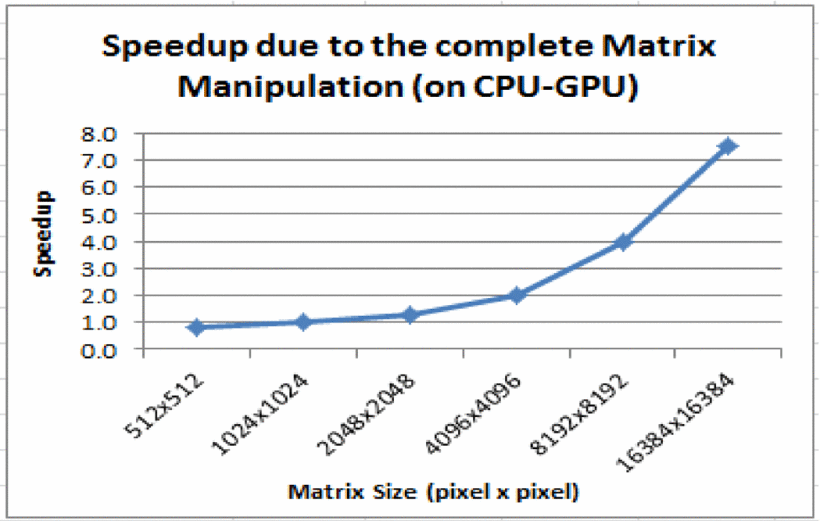 Speedup due to the complete Matrix
Manipulation (on CPU-GPU)
8.0
7.0
6.0
5.0
4.0
3.0
2.0
1.0
0.0
Speedup
512x512
1024x1024
2048x2048
4096x4096
8192x8192
16384x16384
Matrix Size (pixel x pixel)